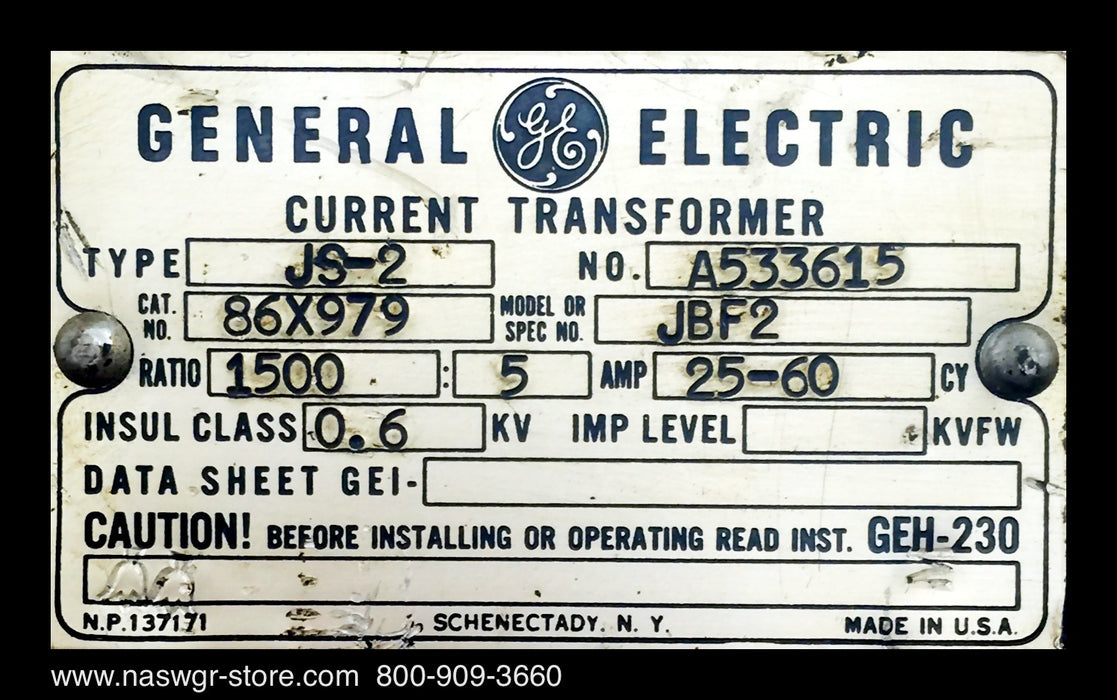 GENERAL GE ELECTRIC
CURRENT TRANSFORMER
TYPE JS-2 NO. A533615
CAT. NO. 86X979 MODEL OR SPEC NO. JBF2
RATIO 1500 : 5 AMP 25-60 CY
INSUL CLASS 0.6 KV IMP LEVEL KVFW
DATA SHEET GEI-
CAUTION! BEFORE INSTALLING OR OPERATING READ INST. GEH-230
N.P.137171 SCHENECTADY, N. Y. MADE IN U.S.A.
www.naswgr-store.com 800-909-3660